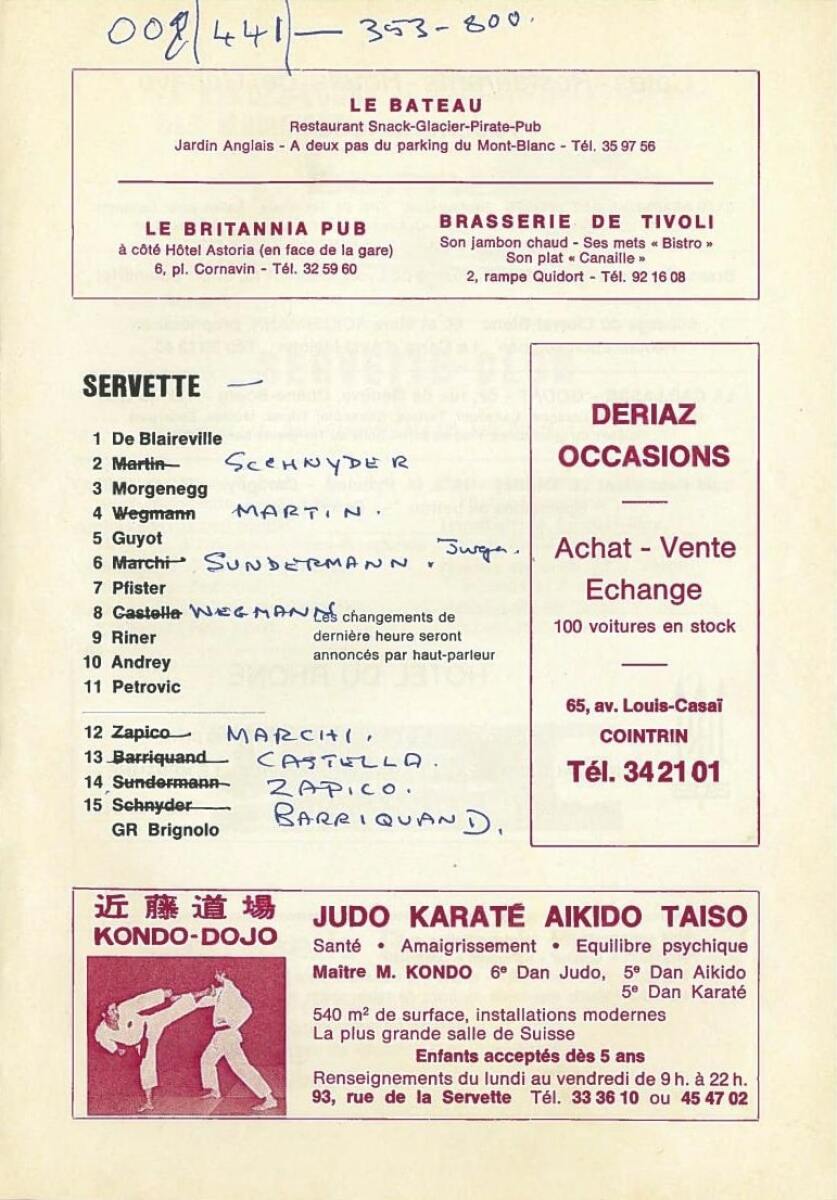 008/441/ — 353-800.
LE BATEAU
Restaurant Snack-Glacier-Pirate-Pub
Jardin Anglais - A deux pas du parking du Mont-Blanc - Tél. 35 97 56
LE BRITANNIA PUB
à côté Hôtel Astoria (en face de la gare)
6, pl. Cornavin - Tél. 32 59 60
BRASSERIE DE TIVOLI
Son jambon chaud - Ses mets « Bistro »
Son plat « Canaille »
2, rampe Quidort - Tél. 92 16 08
SERVETTE —
1 De Blaireville
2 Martin SCCHNYDER
3 Morgenegg
4 Wegmann MARTIN.
5 Guyot
6 Marchi SUNDERMANN.
7 Pfister
8 Castella WEGMANN
9 Riner
10 Andrey
11 Petrovic
Les changements de
dernière heure seront
annoncés par haut-parleur
12 Zapico MARCHI.
13 Barriquand CASTELLA.
14 Sundermann ZAPICO.
15 Schnyder BARRIQUAND.
GR Brignolo
DERIAZ
OCCASIONS
Achat - Vente
Echange
100 voitures en stock
65, av. Louis-Casaï
COINTRIN
Tél. 34 21 01
近藤道場
KONDO-DOJO
JUDO KARATÉ AIKIDO TAISO
Santé • Amaigrissement • Equilibre psychique
Maître M. KONDO 6e Dan Judo, 5e Dan Aikido
5e Dan Karaté
540 m² de surface, installations modernes
La plus grande salle de Suisse
Enfants acceptés dès 5 ans
Renseignements du lundi au vendredi de 9 h. à 22 h.
93, rue de la Servette Tél. 33 36 10 ou 45 47 02